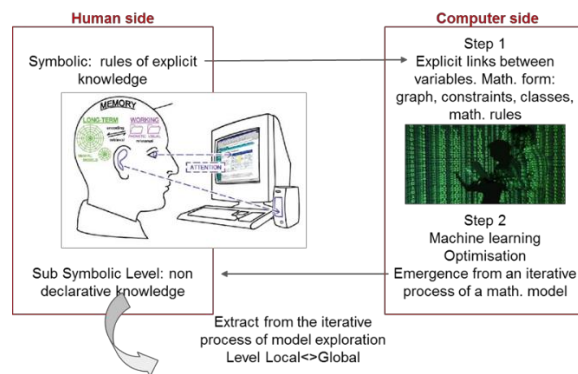 Human side
Symbolic: rules of explicit
knowledge
MEMORY
LONG-TERM
WORKING
ATTENTION
Sub Symbolic Level: non
declarative knowledge
Computer side
Step 1
Explicit links between
variables. Math. form:
graph, constraints, classes,
math. rules
Step 2
Machine learning
Optimisation
Emergence from an iterative
process of a math. model
Extract from the iterative
process of model exploration
Level Local<>Global